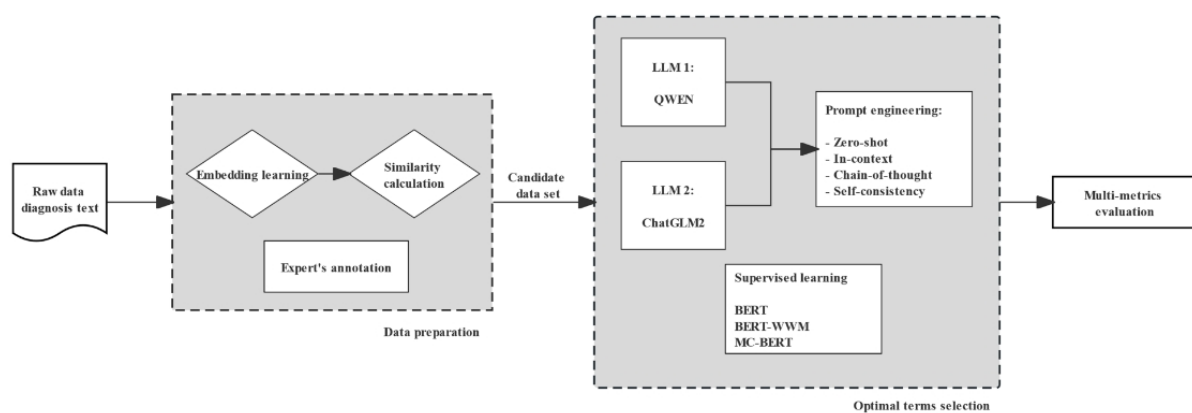 Raw data
diagnosis text
Embedding learning
Similarity
calculation
Expert's annotation
Data preparation
Candidate
data set
LLM 1:
QWEN
LLM 2:
ChatGLM2
Prompt engineering:
- Zero-shot
- In-context
- Chain-of-thought
- Self-consistency
Supervised learning
BERT
BERT-WWM
MC-BERT
Optimal terms selection
Multi-metrics
evaluation